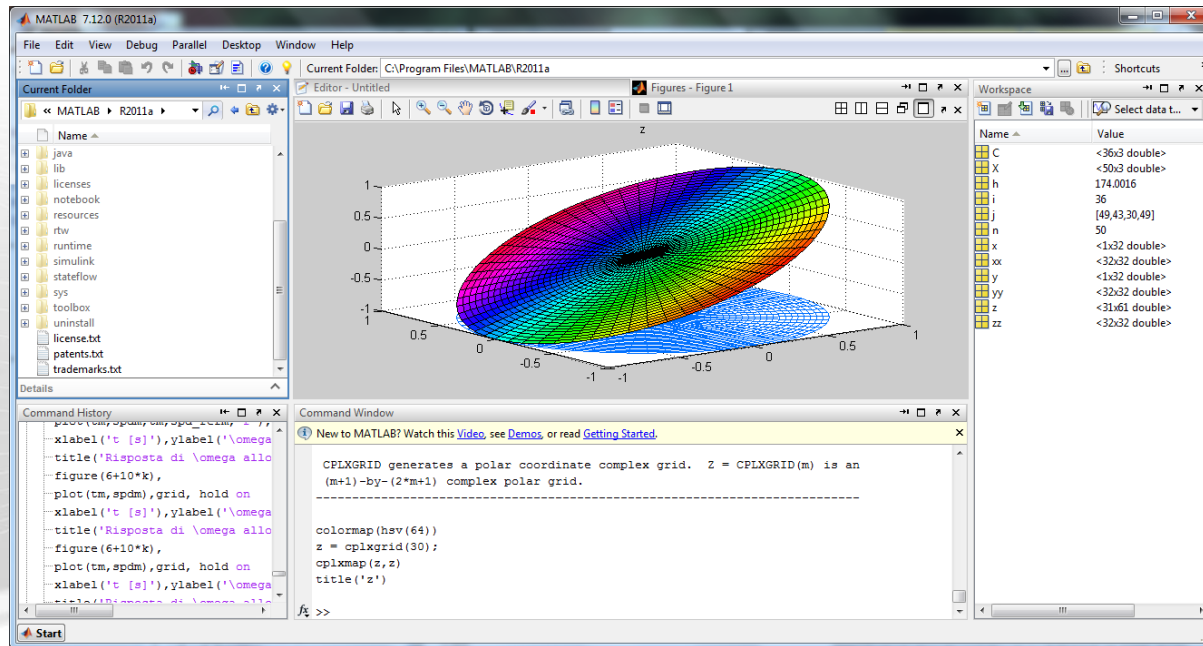 MATLAB 7.12.0 (R2011a)
File Edit View Debug Parallel Desktop Window Help
Current Folder: C:\Program Files\MATLAB\R2011a
Shortcuts
Current Folder
« MATLAB ▸ R2011a ▸
Name
java
lib
licenses
notebook
resources
rtw
runtime
simulink
stateflow
sys
toolbox
uninstall
license.txt
patents.txt
trademarks.txt
Details
Editor - Untitled
Figures - Figure 1
z
1
0.5
0
-0.5
-1
1
0.5
0
-0.5
-1
-1
-0.5
0
0.5
1
Workspace
Select data t...
Name Value
C <36x3 double>
X <50x3 double>
h 174.0016
i 36
j [49,43,30,49]
n 50
x <1x32 double>
xx <32x32 double>
y <1x32 double>
yy <32x32 double>
z <31x61 double>
zz <32x32 double>
Command History
xlabel('t [s]'),ylabel('\omega
title('Risposta di \omega allo
figure(6+10*k),
plot(tm,spdm),grid, hold on
xlabel('t [s]'),ylabel('\omega
title('Risposta di \omega allo
figure(6+10*k),
plot(tm,spdm),grid, hold on
xlabel('t [s]'),ylabel('\omega
title('Risposta di \omega allo
Command Window
New to MATLAB? Watch this Video, see Demos, or read Getting Started.
CPLXGRID generates a polar coordinate complex grid. Z = CPLXGRID(m) is an
(m+1)-by-(2*m+1) complex polar grid.
------------------------------------------------------------------------
colormap(hsv(64))
z = cplxgrid(30);
cplxmap(z,z)
title('z')
fx >>
Start